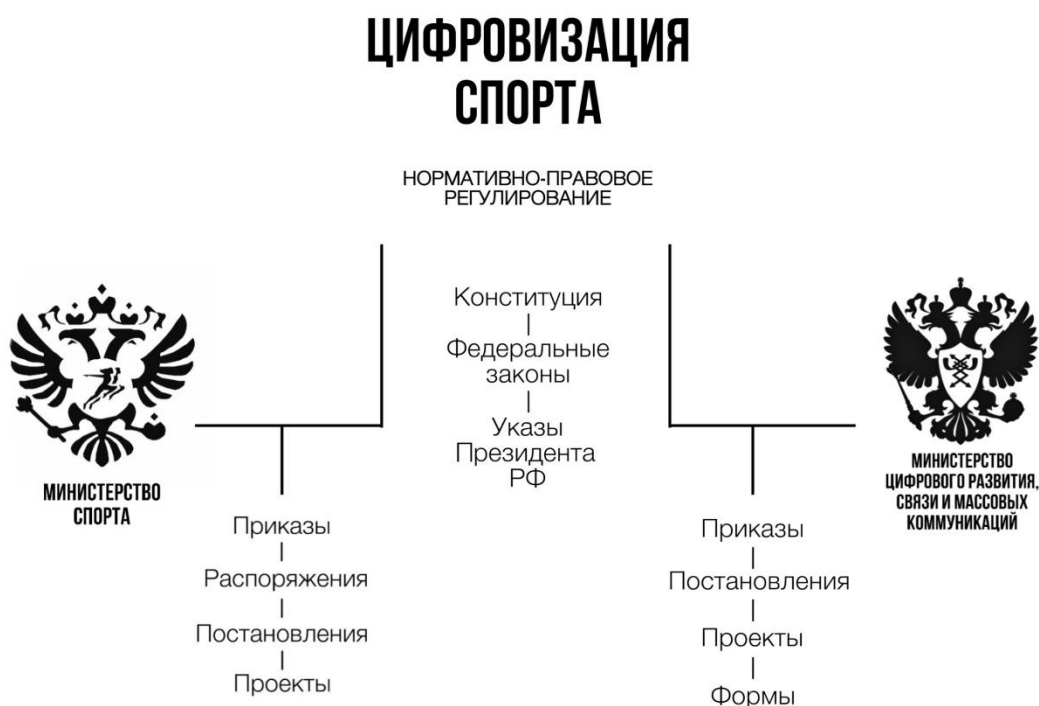 ЦИФРОВИЗАЦИЯ
СПОРТА
НОРМАТИВНО-ПРАВОВОЕ
РЕГУЛИРОВАНИЕ
Конституция
Федеральные
законы
Указы
Президента
РФ
МИНИСТЕРСТВО
СПОРТА
Приказы
Распоряжения
Постановления
Проекты
МИНИСТЕРСТВО
ЦИФРОВОГО РАЗВИТИЯ,
СВЯЗИ И МАССОВЫХ
КОММУНИКАЦИЙ
Приказы
Постановления
Проекты
Формы